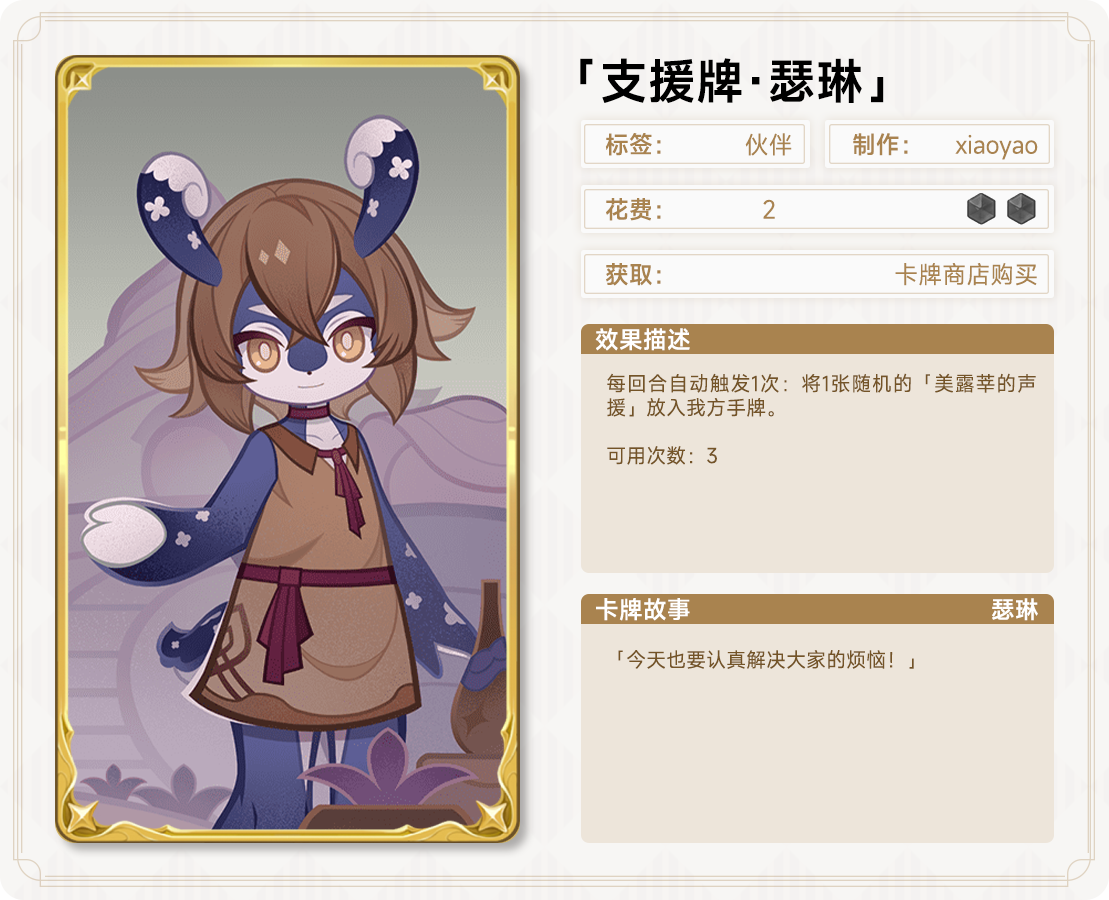 「支援牌·瑟琳」
标签： 伙伴 制作： xiaoyao
花费： 2
获取： 卡牌商店购买
效果描述
每回合自动触发1次：将1张随机的「美露莘的声
援」放入我方手牌。
可用次数：3
卡牌故事 瑟琳
「今天也要认真解决大家的烦恼！」